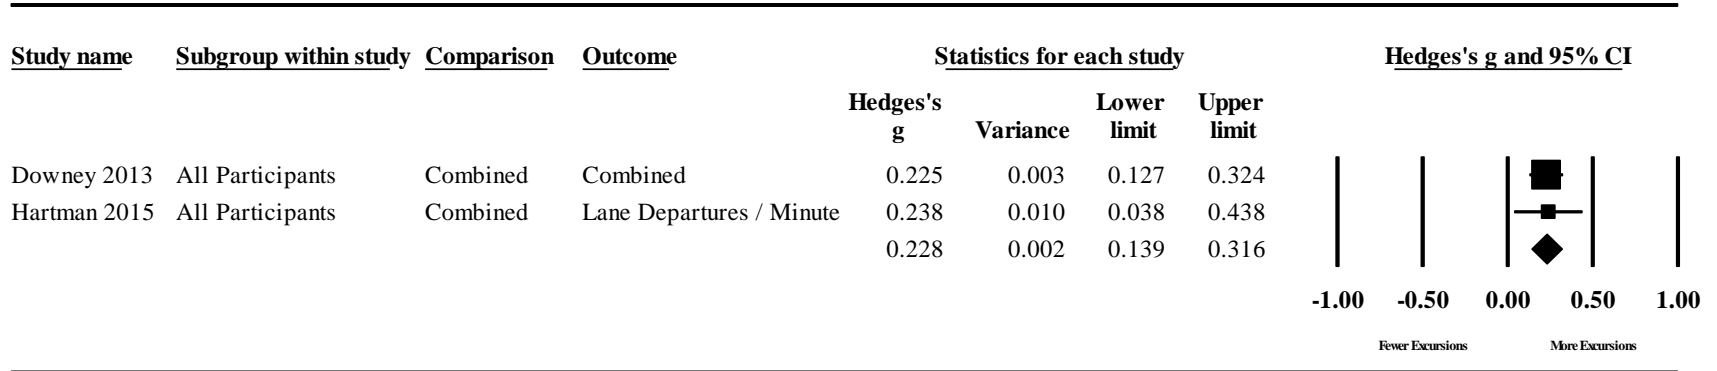 Study name Subgroup within study Comparison Outcome Statistics for each study Hedges's g and 95% CI
Hedges's g Variance Lower limit Upper limit
Downey 2013 All Participants Combined Combined 0.225 0.003 0.127 0.324
Hartman 2015 All Participants Combined Lane Departures / Minute 0.238 0.010 0.038 0.438
0.228 0.002 0.139 0.316
-1.00 -0.50 0.00 0.50 1.00
Fewer Excursions More Excursions